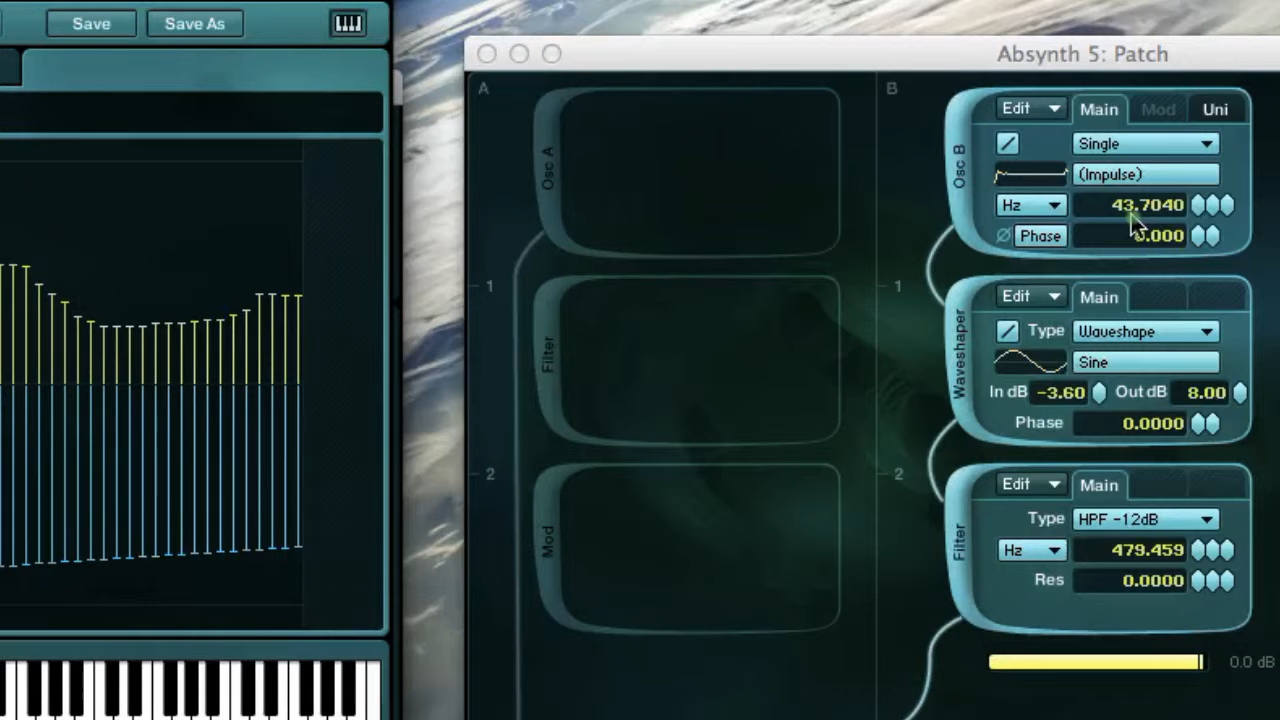 Save
Save As
Absynth 5: Patch
A
B
Osc A
1
Filter
2
Mod
Osc B
Edit
Main
Mod
Uni
Single
(Impulse)
Hz
43.7040
Phase
0.000
1
Waveshaper
Edit
Main
Type
Waveshape
Sine
In dB
-3.60
Out dB
8.00
Phase
0.0000
2
Filter
Edit
Main
Type
HPF -12dB
Hz
479.459
Res
0.0000
0.0 dB